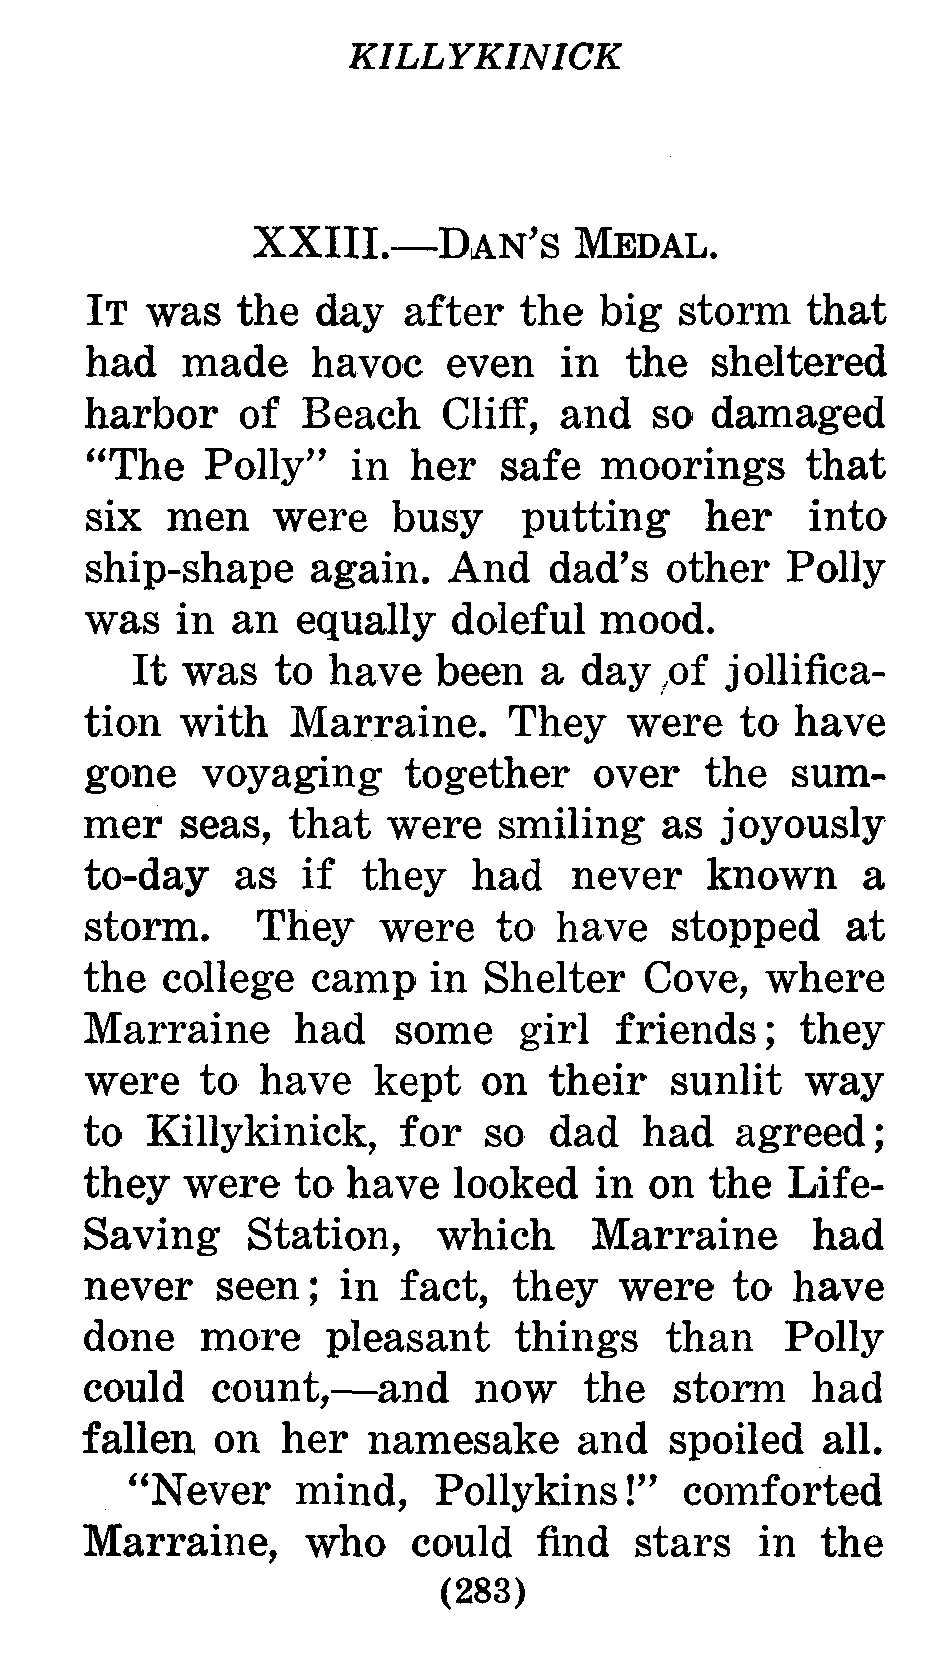 KILLYKINICK
XXIII.—DAN'S MEDAL.
IT was the day after the big storm that
had made havoc even in the sheltered
harbor of Beach Cliff, and so damaged
"The Polly" in her safe moorings that
six men were busy putting her into
ship-shape again. And dad's other Polly
was in an equally doleful mood.
It was to have been a day of jollifica-
tion with Marraine. They were to have
gone voyaging together over the sum-
mer seas, that were smiling as joyously
to-day as if they had never known a
storm. They were to have stopped at
the college camp in Shelter Cove, where
Marraine had some girl friends; they
were to have kept on their sunlit way
to Killykinick, for so dad had agreed;
they were to have looked in on the Life-
Saving Station, which Marraine had
never seen; in fact, they were to have
done more pleasant things than Polly
could count,—and now the storm had
fallen on her namesake and spoiled all.
"Never mind, Pollykins!" comforted
Marraine, who could find stars in the
(283)